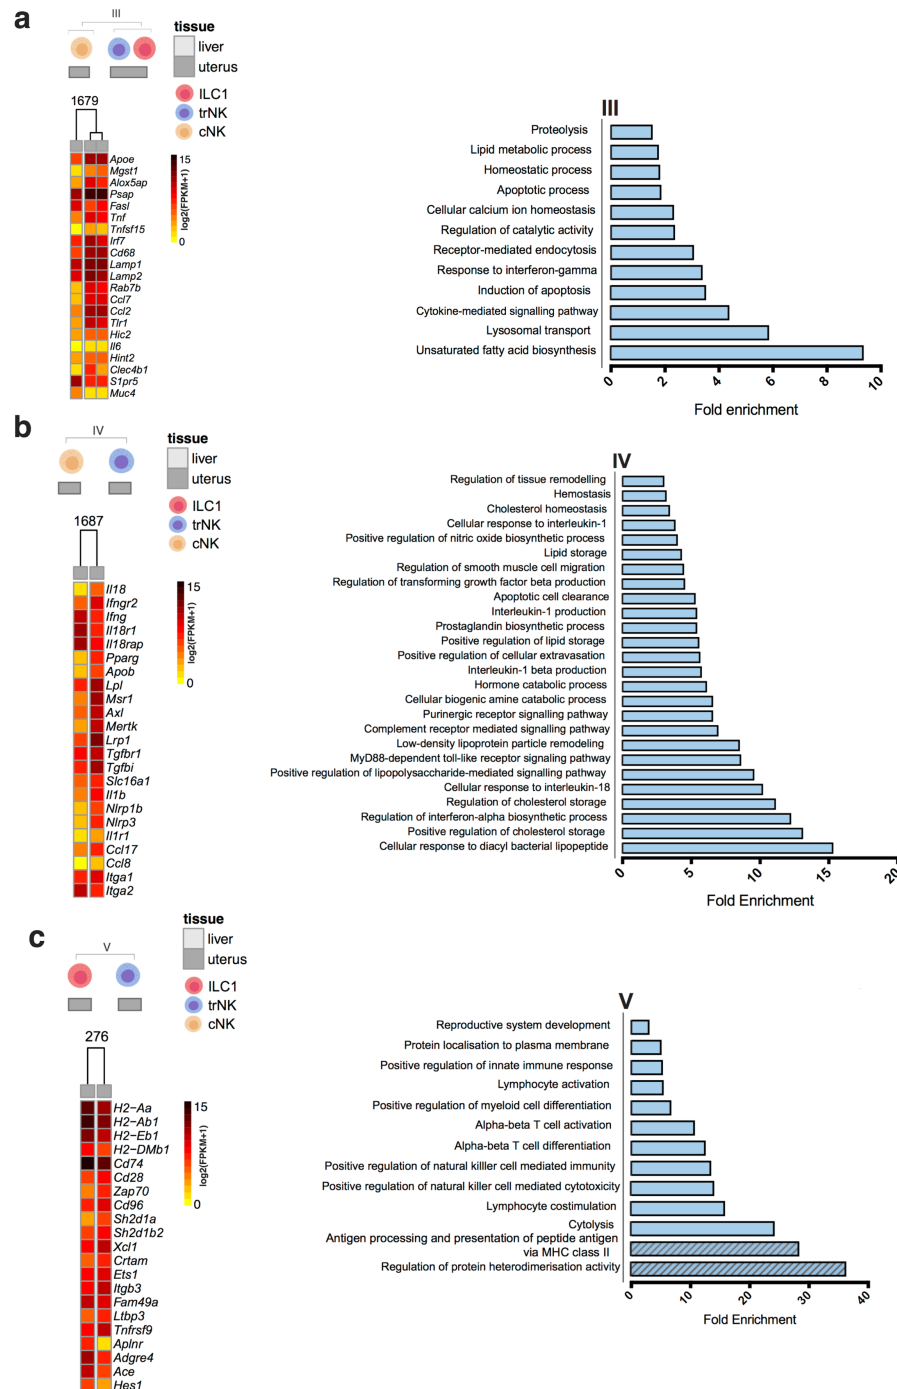 a
III
tissue
liver
uterus
ILC1
trNK
cNK
1679
Apoe
Mgst1
Alox5ap
Psap
Fasl
Tnf
Tnfsf15
Irf7
Cd68
Lamp1
Lamp2
Rab7b
Ccl7
Ccl2
Tlr1
Hic2
Il6
Hint2
Clec4b1
S1pr5
Muc4
15
0
log2(FPKM+1)
III
Proteolysis
Lipid metabolic process
Homeostatic process
Apoptotic process
Cellular calcium ion homeostasis
Regulation of catalytic activity
Receptor-mediated endocytosis
Response to interferon-gamma
Induction of apoptosis
Cytokine-mediated signalling pathway
Lysosomal transport
Unsaturated fatty acid biosynthesis
0 2 4 6 8 10
Fold enrichment
b
IV
tissue
liver
uterus
ILC1
trNK
cNK
1687
Il18
Ifngr2
Ifng
Il18r1
Il18rap
Pparg
Apob
Lpl
Msr1
Axl
Mertk
Lrp1
Tgfbr1
Tgfbi
Slc16a1
Il1b
Nlrp1b
Nlrp3
Il1r1
Ccl17
Ccl8
Itga1
Itga2
15
0
log2(FPKM+1)
IV
Regulation of tissue remodelling
Hemostasis
Cholesterol homeostasis
Cellular response to interleukin-1
Positive regulation of nitric oxide biosynthetic process
Lipid storage
Regulation of smooth muscle cell migration
Regulation of transforming growth factor beta production
Apoptotic cell clearance
Interleukin-1 production
Prostaglandin biosynthetic process
Positive regulation of lipid storage
Positive regulation of cellular extravasation
Interleukin-1 beta production
Hormone catabolic process
Cellular biogenic amine catabolic process
Purinergic receptor signalling pathway
Complement receptor mediated signalling pathway
Low-density lipoprotein particle remodeling
MyD88-dependent toll-like receptor signalling pathway
Positive regulation of lipopolysaccharide-mediated signalling pathway
Cellular response to interleukin-18
Regulation of cholesterol storage
Regulation of interferon-alpha biosynthetic process
Positive regulation of cholesterol storage
Cellular response to diacyl bacterial lipopeptide
0 5 10 15 20
Fold Enrichment
c
V
tissue
liver
uterus
ILC1
trNK
cNK
276
H2−Aa
H2−Ab1
H2−Eb1
H2−DMb1
Cd74
Cd28
Zap70
Cd96
Sh2d1a
Sh2d1b2
Xcl1
Crtam
Ets1
Itgb3
Fam49a
Ltbp3
Tnfrsf9
Aplnr
Adgre4
Ace
Hes1
15
0
log2(FPKM+1)
V
Reproductive system development
Protein localisation to plasma membrane
Positive regulation of innate immune response
Lymphocyte activation
Positive regulation of myeloid cell differentiation
Alpha-beta T cell activation
Alpha-beta T cell differentiation
Positive regulation of natural killler cell mediated immunity
Positive regulation of natural killer cell mediated cytotoxicity
Lymphocyte costimulation
Cytolysis
Antigen processing and presentation of peptide antigen
via MHC class II
Regulation of protein heterodimerisation activity
0 10 20 30 40
Fold Enrichment